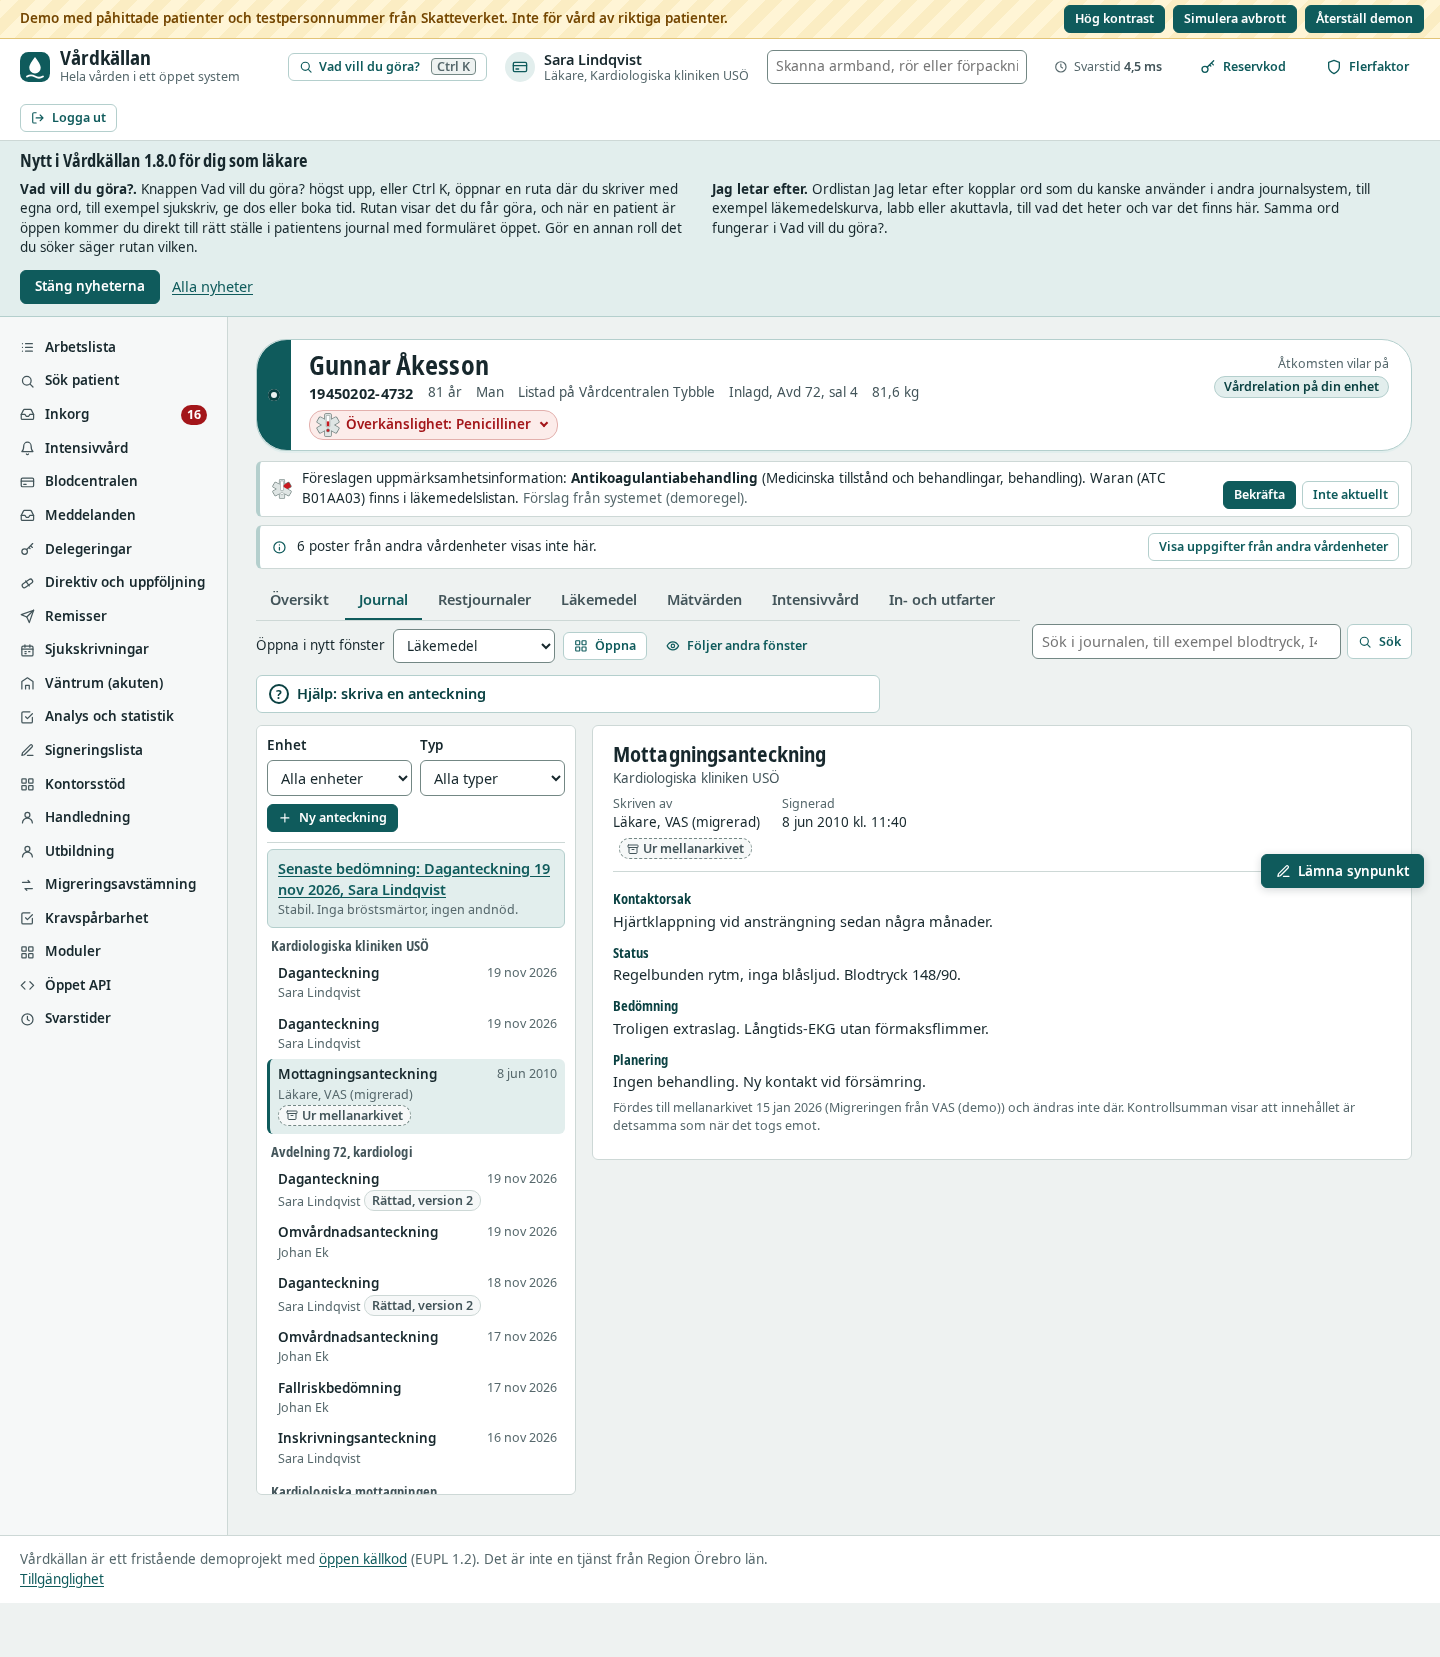 Demo med påhittade patienter och testpersonnummer från Skatteverket. Inte för vård av riktiga patienter.
Hög kontrast
Simulera avbrott
Återställ demon
Vårdkällan
Hela vården i ett öppet system
Vad vill du göra? Ctrl K
Sara Lindqvist
Läkare, Kardiologiska kliniken USÖ
Skanna armband, rör eller förpackni
Svarstid 4,5 ms
Reservkod
Flerfaktor
Logga ut
Nytt i Vårdkällan 1.8.0 för dig som läkare
Vad vill du göra?. Knappen Vad vill du göra? högst upp, eller Ctrl K, öppnar en ruta där du skriver med
egna ord, till exempel sjukskriv, ge dos eller boka tid. Rutan visar det du får göra, och när en patient är
öppen kommer du direkt till rätt ställe i patientens journal med formuläret öppet. Gör en annan roll det
du söker säger rutan vilken.
Jag letar efter. Ordlistan Jag letar efter kopplar ord som du kanske använder i andra journalsystem, till
exempel läkemedelskurva, labb eller akuttavla, till vad det heter och var det finns här. Samma ord
fungerar i Vad vill du göra?.
Stäng nyheterna
Alla nyheter
Arbetslista
Sök patient
Inkorg 16
Intensivvård
Blodcentralen
Meddelanden
Delegeringar
Direktiv och uppföljning
Remisser
Sjukskrivningar
Väntrum (akuten)
Analys och statistik
Signeringslista
Kontorsstöd
Handledning
Utbildning
Migreringsavstämning
Kravspårbarhet
Moduler
Öppet API
Svarstider
Gunnar Åkesson
19450202-4732 81 år Man Listad på Vårdcentralen Tybble Inlagd, Avd 72, sal 4 81,6 kg
Överkänslighet: Penicilliner
Åtkomsten vilar på
Vårdrelation på din enhet
Föreslagen uppmärksamhetsinformation: Antikoagulantiabehandling (Medicinska tillstånd och behandlingar, behandling). Waran (ATC
B01AA03) finns i läkemedelslistan. Förslag från systemet (demoregel).
Bekräfta
Inte aktuellt
6 poster från andra vårdenheter visas inte här.
Visa uppgifter från andra vårdenheter
Översikt
Journal
Restjournaler
Läkemedel
Mätvärden
Intensivvård
In- och utfarter
Öppna i nytt fönster
Läkemedel
Öppna
Följer andra fönster
Sök i journalen, till exempel blodtryck, I4
Sök
? Hjälp: skriva en anteckning
Enhet
Typ
Alla enheter
Alla typer
Ny anteckning
Senaste bedömning: Daganteckning 19
nov 2026, Sara Lindqvist
Stabil. Inga bröstsmärtor, ingen andnöd.
Kardiologiska kliniken USÖ
Daganteckning 19 nov 2026
Sara Lindqvist
Daganteckning 19 nov 2026
Sara Lindqvist
Mottagningsanteckning 8 jun 2010
Läkare, VAS (migrerad)
Ur mellanarkivet
Avdelning 72, kardiologi
Daganteckning 19 nov 2026
Sara Lindqvist Rättad, version 2
Omvårdnadsanteckning 19 nov 2026
Johan Ek
Daganteckning 18 nov 2026
Sara Lindqvist Rättad, version 2
Omvårdnadsanteckning 17 nov 2026
Johan Ek
Fallriskbedömning 17 nov 2026
Johan Ek
Inskrivningsanteckning 16 nov 2026
Sara Lindqvist
Kardiologiska mottagningen
Mottagningsanteckning
Kardiologiska kliniken USÖ
Skriven av
Läkare, VAS (migrerad)
Signerad
8 jun 2010 kl. 11:40
Ur mellanarkivet
Lämna synpunkt
Kontaktorsak
Hjärtklappning vid ansträngning sedan några månader.
Status
Regelbunden rytm, inga blåsljud. Blodtryck 148/90.
Bedömning
Troligen extraslag. Långtids-EKG utan förmaksflimmer.
Planering
Ingen behandling. Ny kontakt vid försämring.
Fördes till mellanarkivet 15 jan 2026 (Migreringen från VAS (demo)) och ändras inte där. Kontrollsumman visar att innehållet är
detsamma som när det togs emot.
Vårdkällan är ett fristående demoprojekt med öppen källkod (EUPL 1.2). Det är inte en tjänst från Region Örebro län.
Tillgänglighet